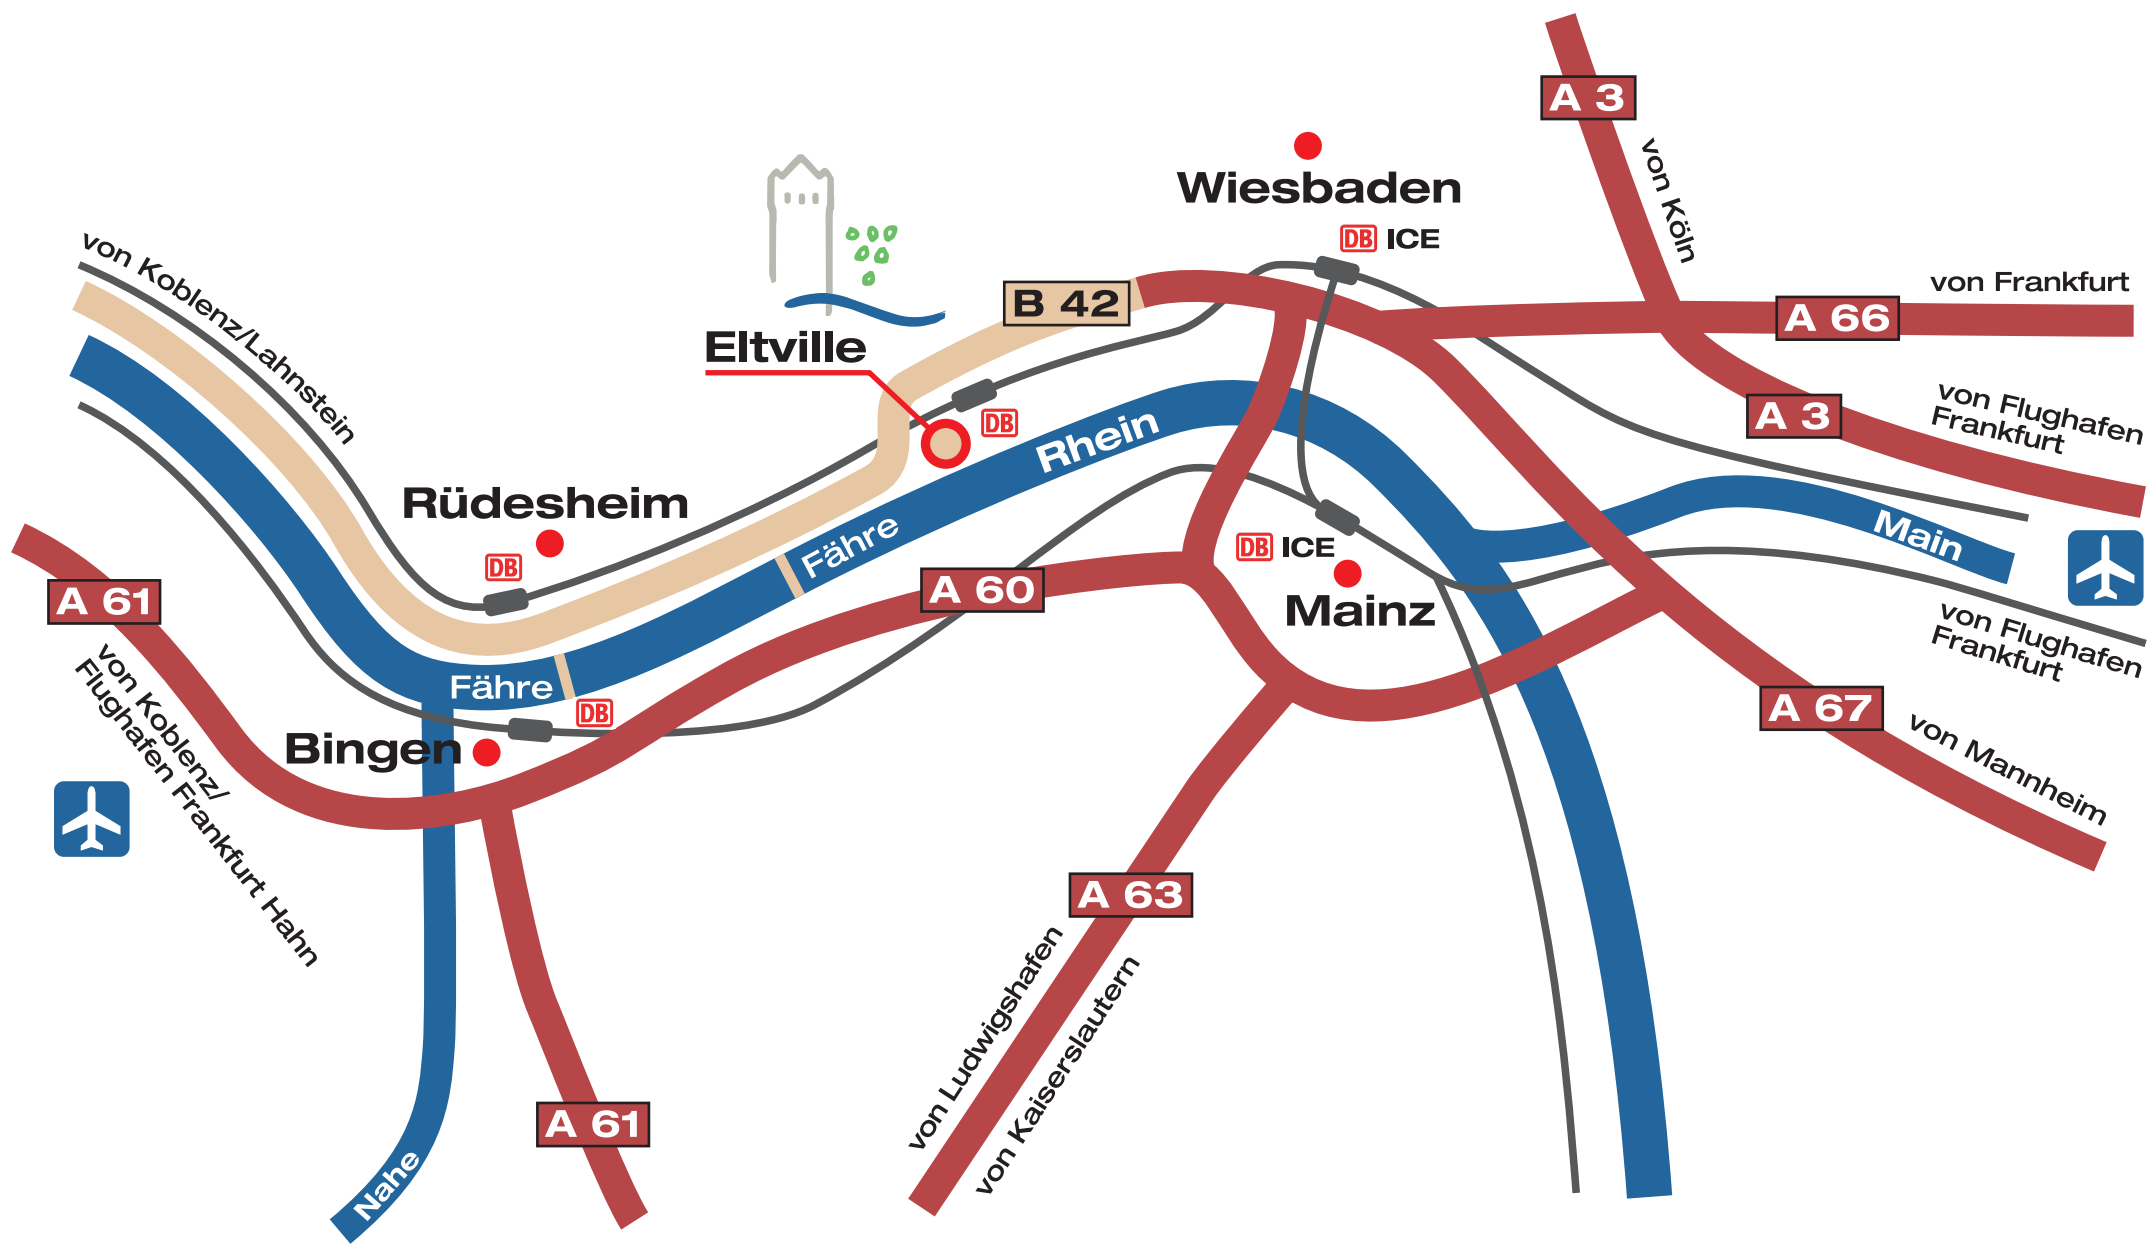 A 3
von Köln
Wiesbaden
DB ICE
von Koblenz/Lahnstein
von Frankfurt
B 42
A 66
Eltville
von Flughafen
Frankfurt
A 3
DB
Rhein
Rüdesheim
Fähre
Main
DB ICE
DB
A 60
Mainz
A 61
von Flughafen
Frankfurt
von Koblenz/
Flughafen Frankfurt Hahn
Fähre
DB
Bingen
A 67
von Mannheim
A 63
von Ludwigshafen
von Kaiserslautern
A 61
Nahe